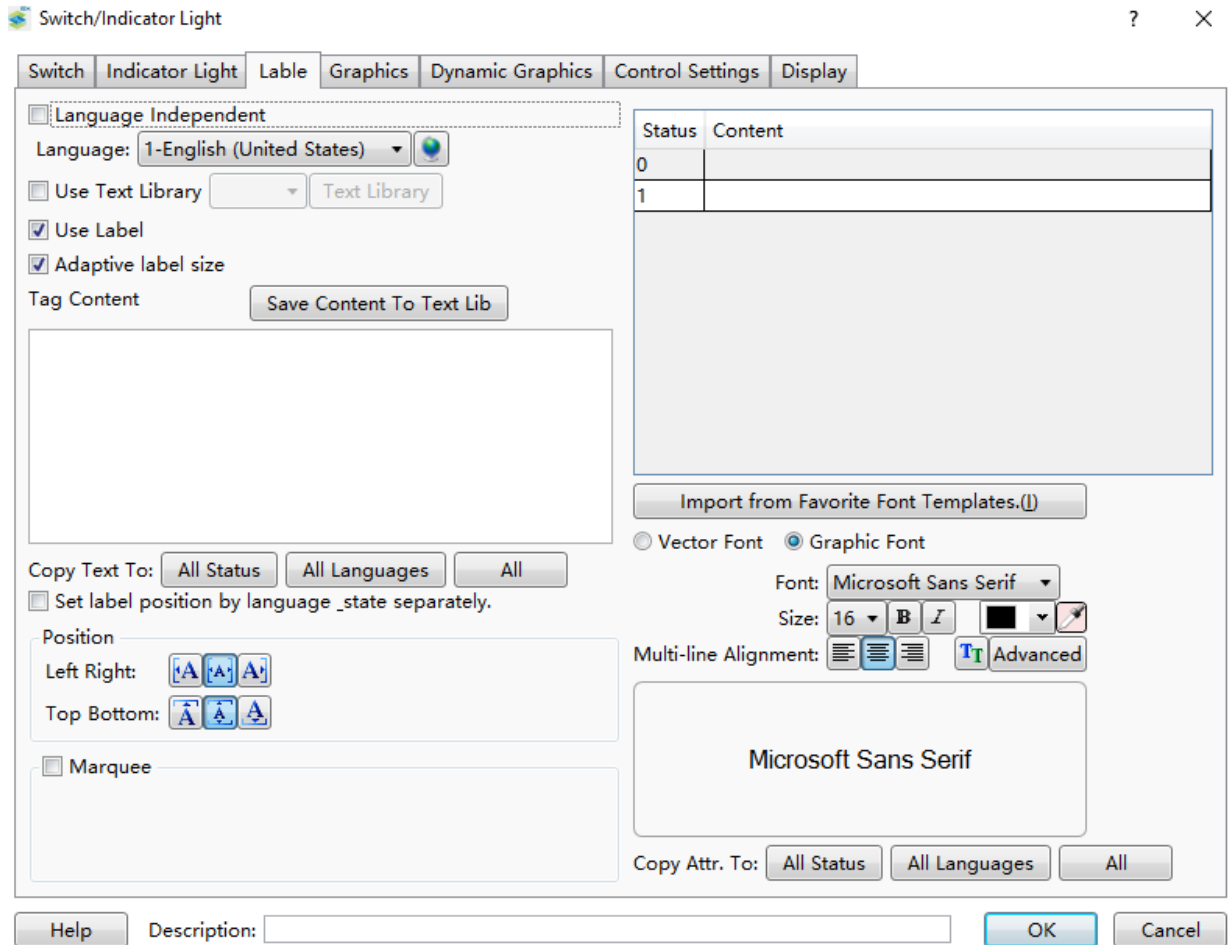 Switch/Indicator Light
Switch Indicator Light Lable Graphics Dynamic Graphics Control Settings Display
Language Independent
Language: 1-English (United States)
Use Text Library Text Library
Use Label
Adaptive label size
Tag Content Save Content To Text Lib
Copy Text To: All Status All Languages All
Set label position by language _state separately.
Position
Left Right:
Top Bottom:
Marquee
Status Content
0
1
Import from Favorite Font Templates.(I)
Vector Font Graphic Font
Font: Microsoft Sans Serif
Size: 16 B I
Multi-line Alignment: TT Advanced
Microsoft Sans Serif
Copy Attr. To: All Status All Languages All
Help Description: OK Cancel